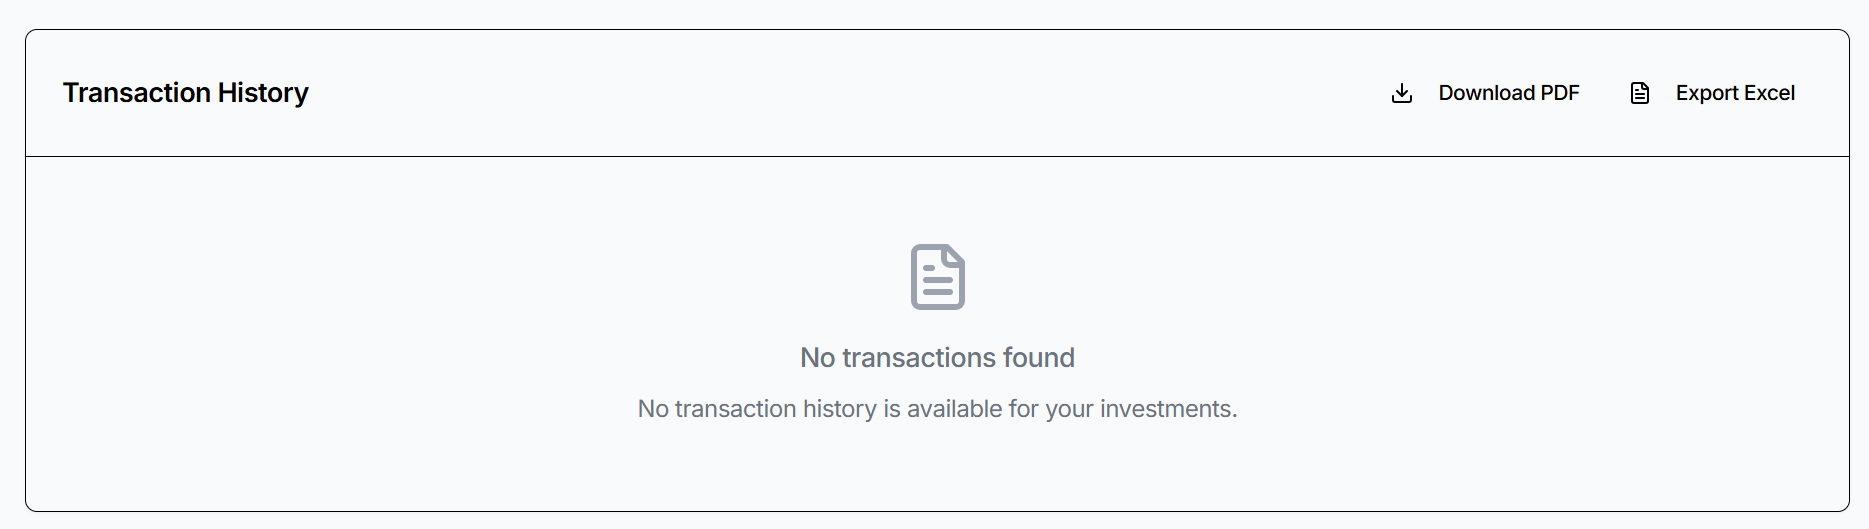 Transaction History
Download PDF
Export Excel
No transactions found
No transaction history is available for your investments.